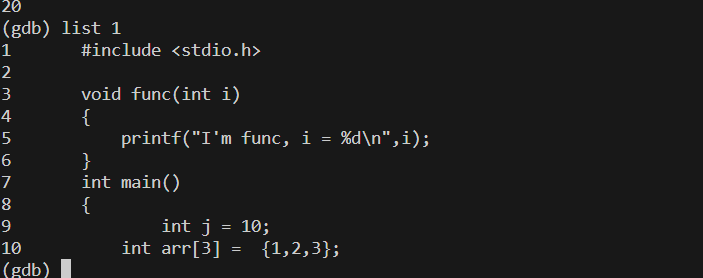 20
(gdb) list 1
1       #include <stdio.h>
2
3       void func(int i)
4       {
5           printf("I'm func, i = %d\n",i);
6       }
7       int main()
8       {
9               int j = 10;
10          int arr[3] =  {1,2,3};
(gdb)